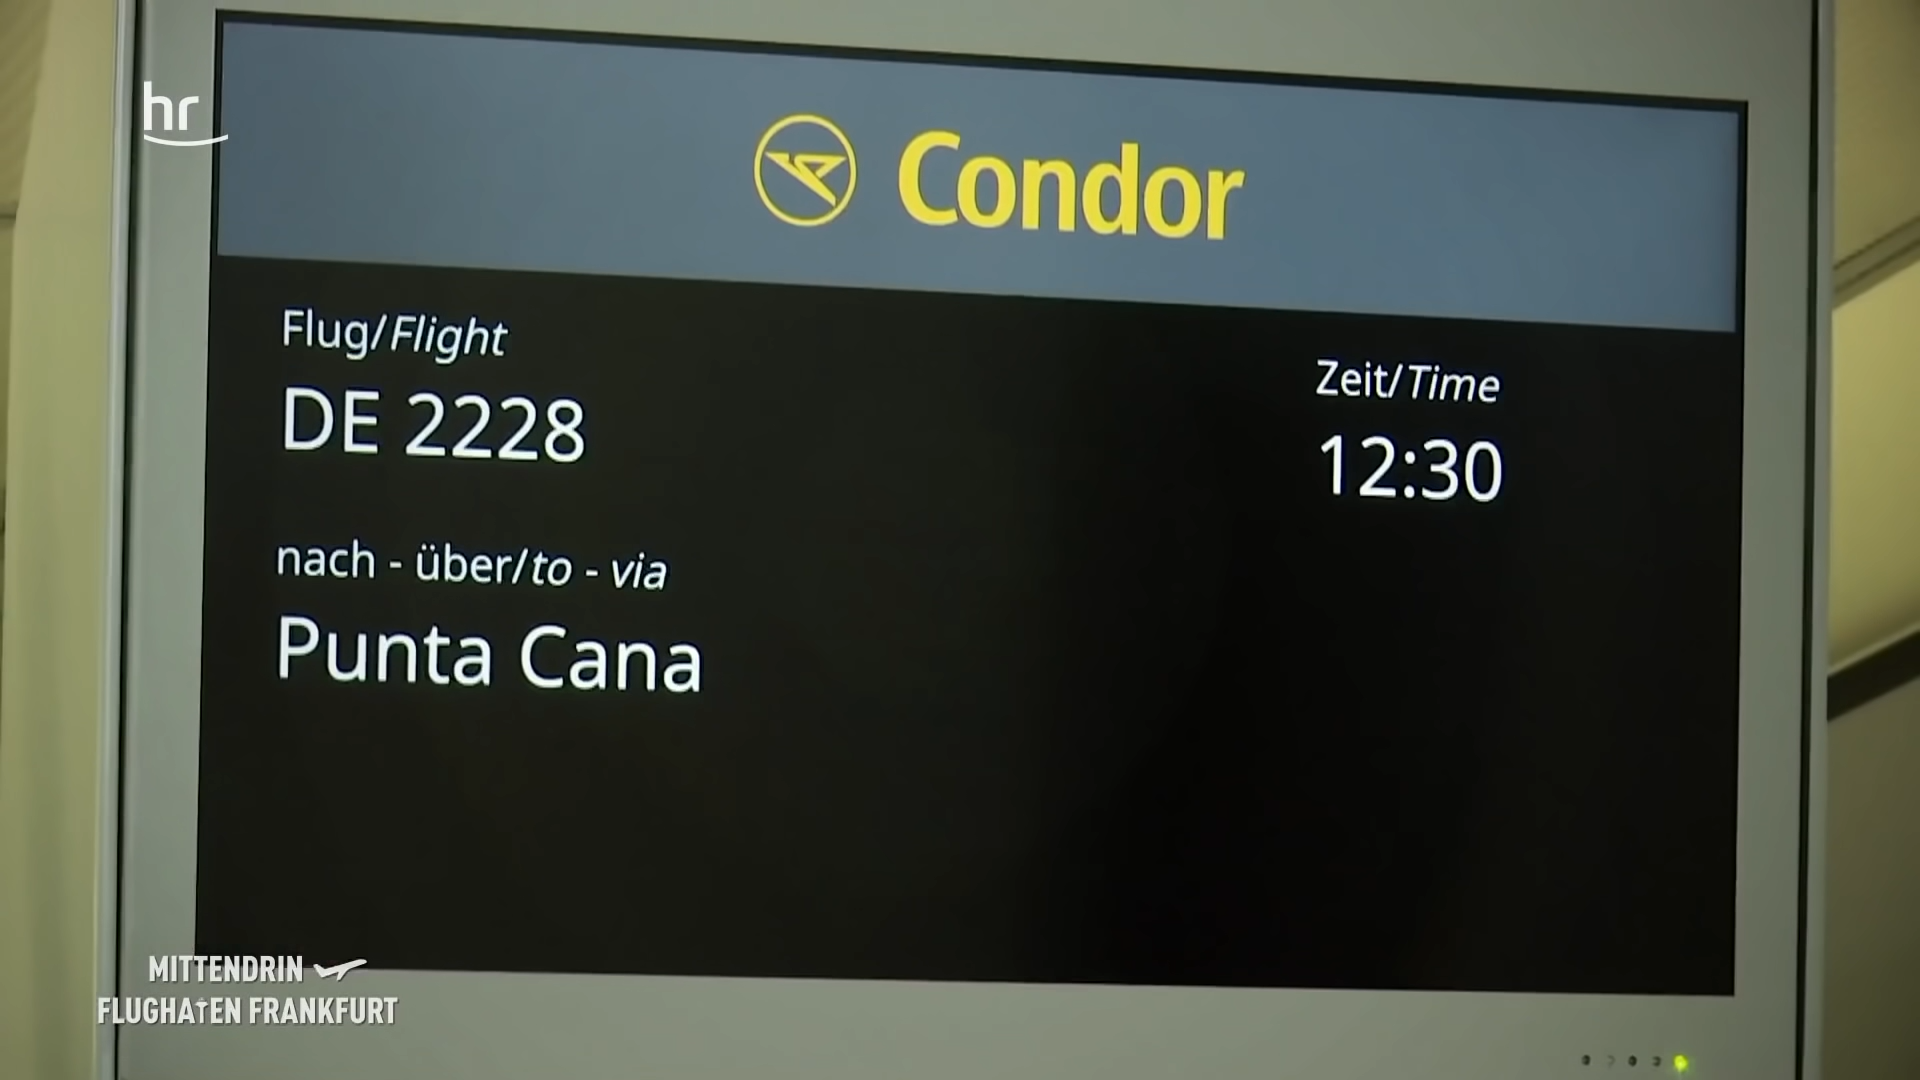 hr
Condor
Flug/Flight
DE 2228
Zeit/Time
12:30
nach - über/to - via
Punta Cana
MITTENDRIN
FLUGHAFEN FRANKFURT